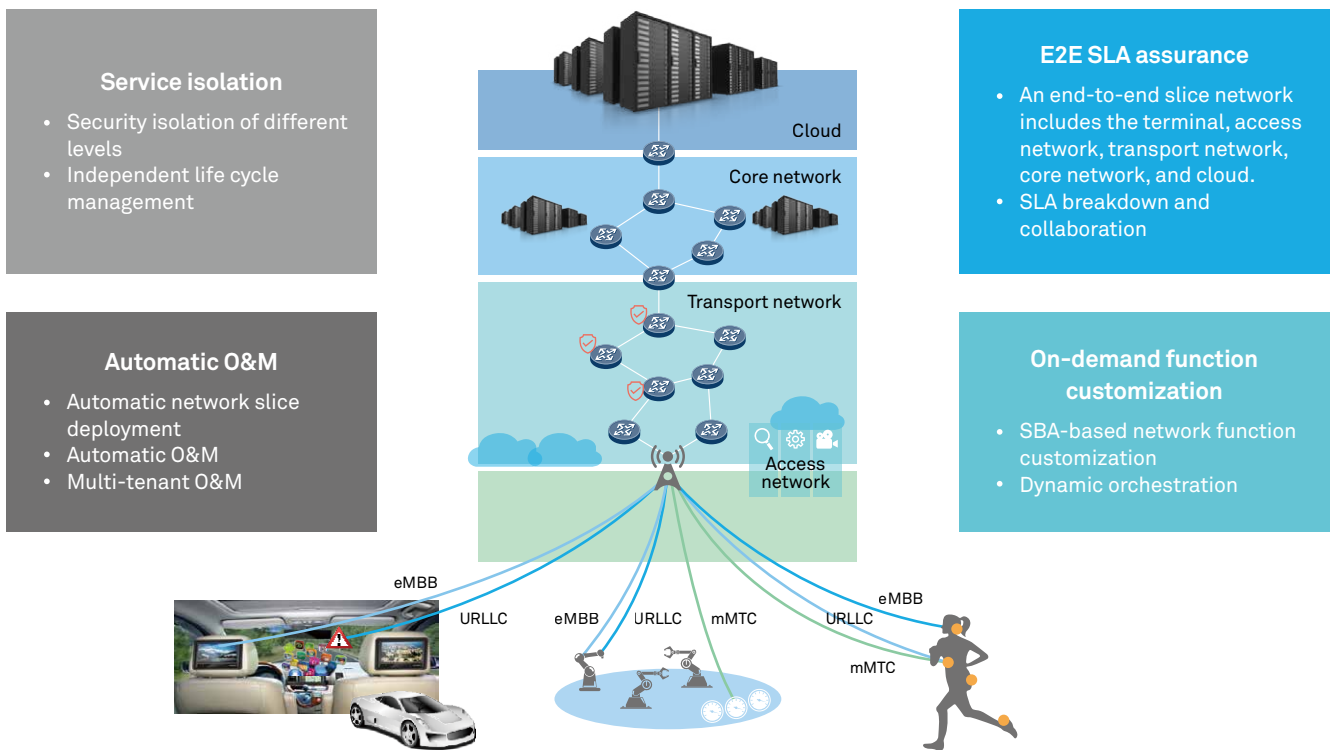 Service isolation
• Security isolation of different
levels
• Independent life cycle
management
Automatic O&M
• Automatic network slice
deployment
• Automatic O&M
• Multi-tenant O&M
Cloud
Core network
Transport network
Access
network
E2E SLA assurance
• An end-to-end slice network
includes the terminal, access
network, transport network,
core network, and cloud.
• SLA breakdown and
collaboration
On-demand function
customization
• SBA-based network function
customization
• Dynamic orchestration
eMBB
URLLC
eMBB
URLLC
mMTC
URLLC
eMBB
mMTC